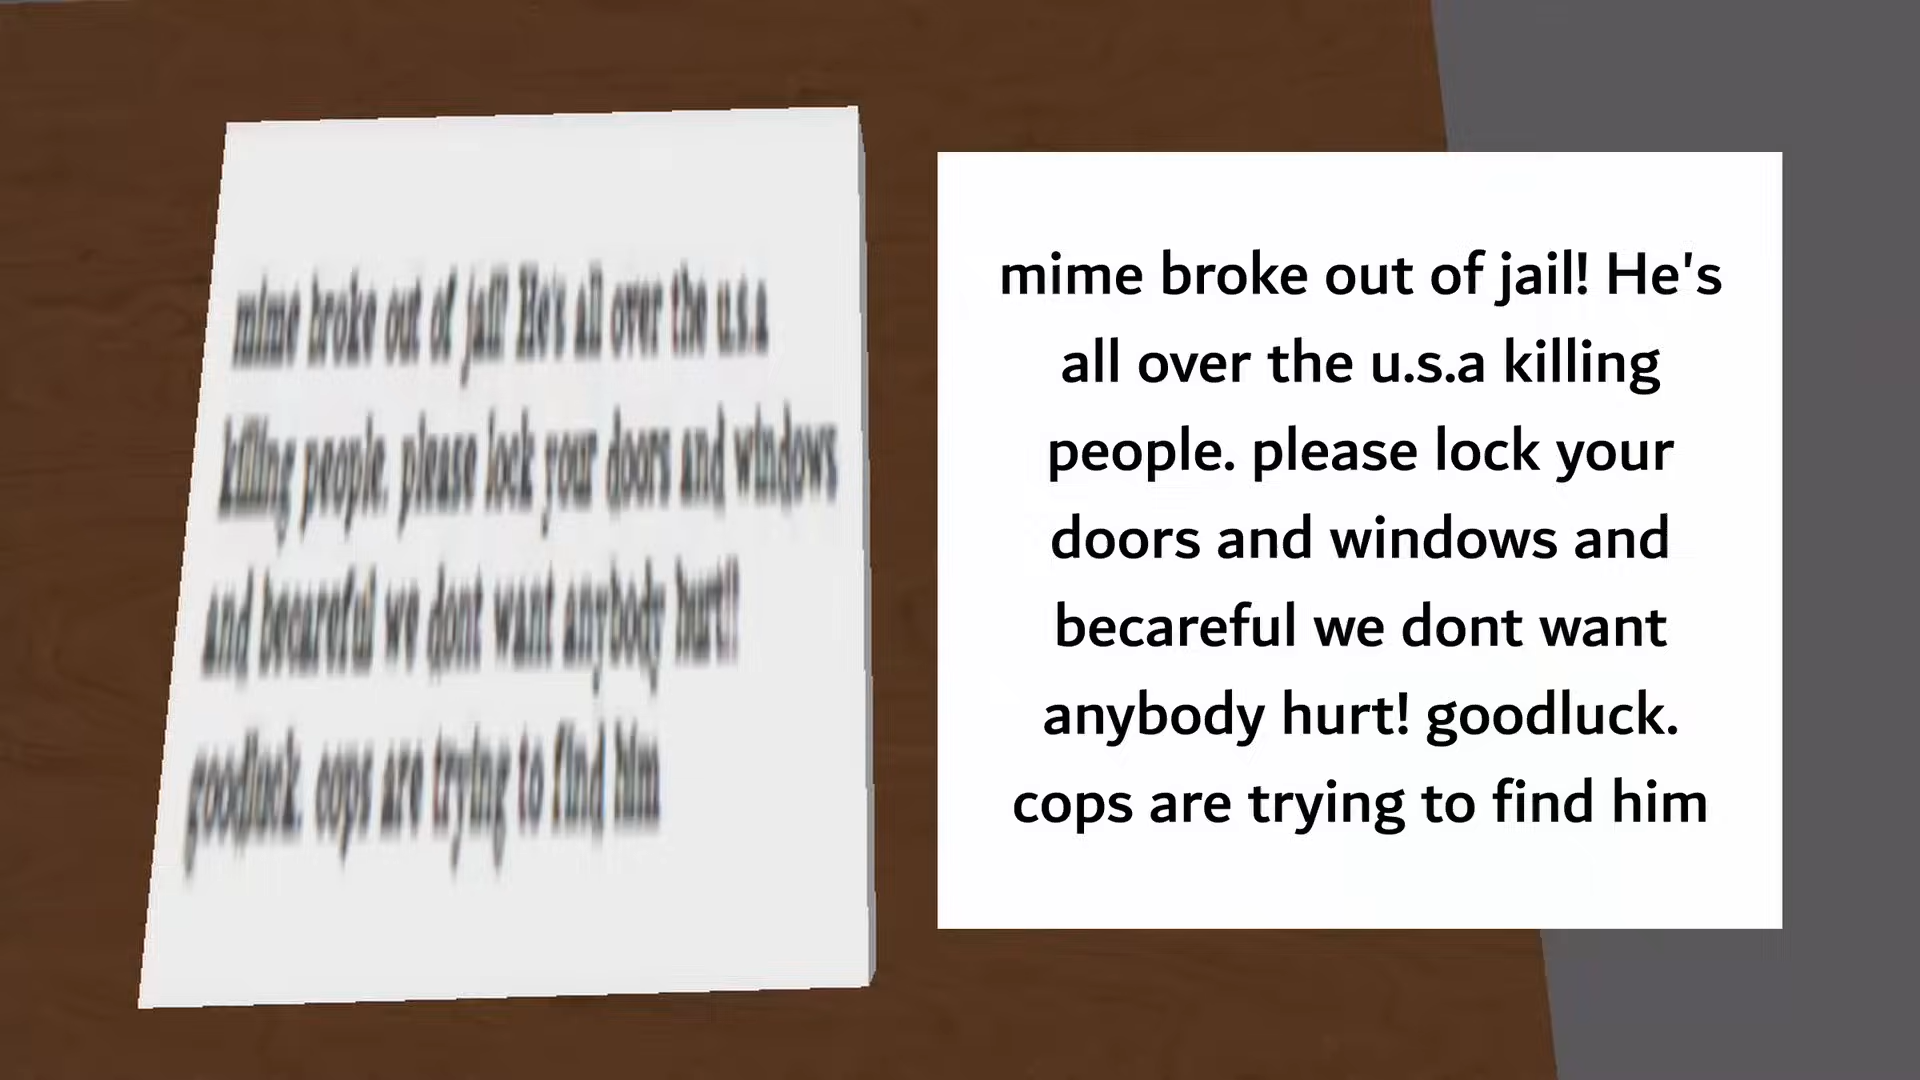 mime broke out of jail! He's all over the u.s.a
killing people. please lock your doors and windows
and becareful we dont want anybody hurt!!
goodluck. cops are trying to find him
mime broke out of jail! He's
all over the u.s.a killing
people. please lock your
doors and windows and
becareful we dont want
anybody hurt! goodluck.
cops are trying to find him